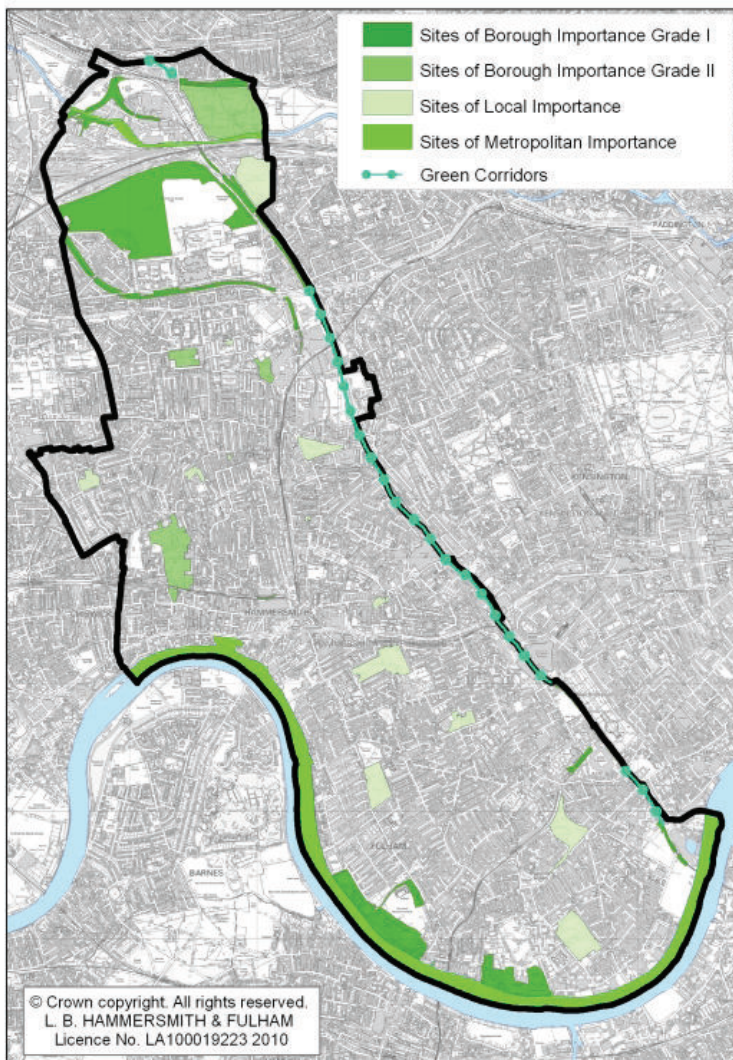 Sites of Borough Importance Grade I
Sites of Borough Importance Grade II
Sites of Local Importance
Sites of Metropolitan Importance
Green Corridors
PADDINGTON
KENSINGTON
HAMMERSMITH
FULHAM
BARNES
© Crown copyright. All rights reserved.
L. B. HAMMERSMITH & FULHAM
Licence No. LA100019223 2010